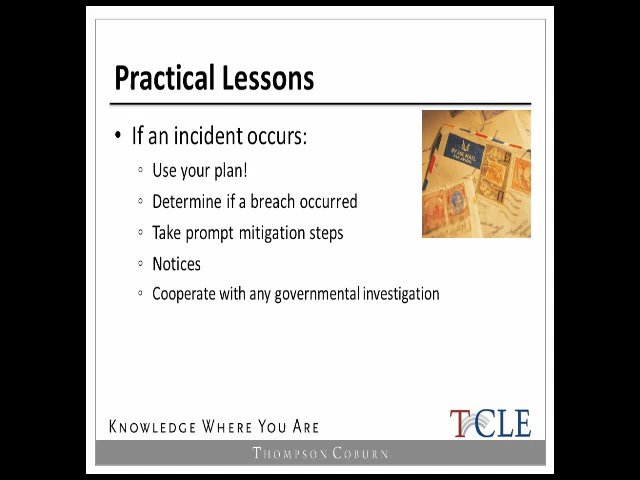 Practical Lessons
• If an incident occurs:
◦ Use your plan!
◦ Determine if a breach occurred
◦ Take prompt mitigation steps
◦ Notices
◦ Cooperate with any governmental investigation
KNOWLEDGE WHERE YOU ARE
TCLE
THOMPSON COBURN